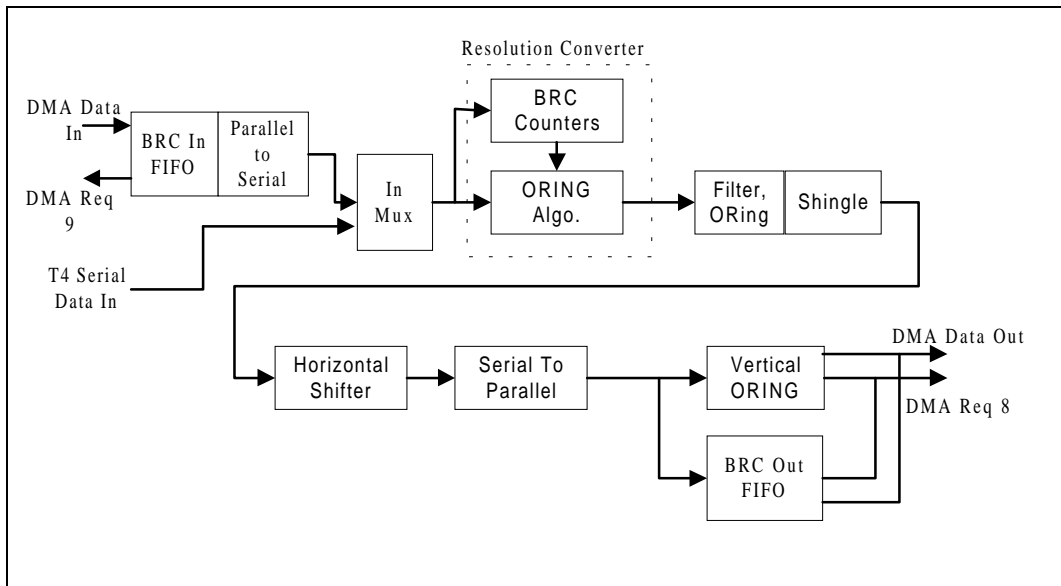 Resolution Converter
DMA Data
In
BRC In
FIFO
Parallel
to
Serial
DMA Req
9
T4 Serial
Data In
In
Mux
BRC
Counters
ORING
Algo.
Filter,
ORing
Shingle
Horizontal
Shifter
Serial To
Parallel
Vertical
ORING
DMA Data Out
DMA Req 8
BRC Out
FIFO